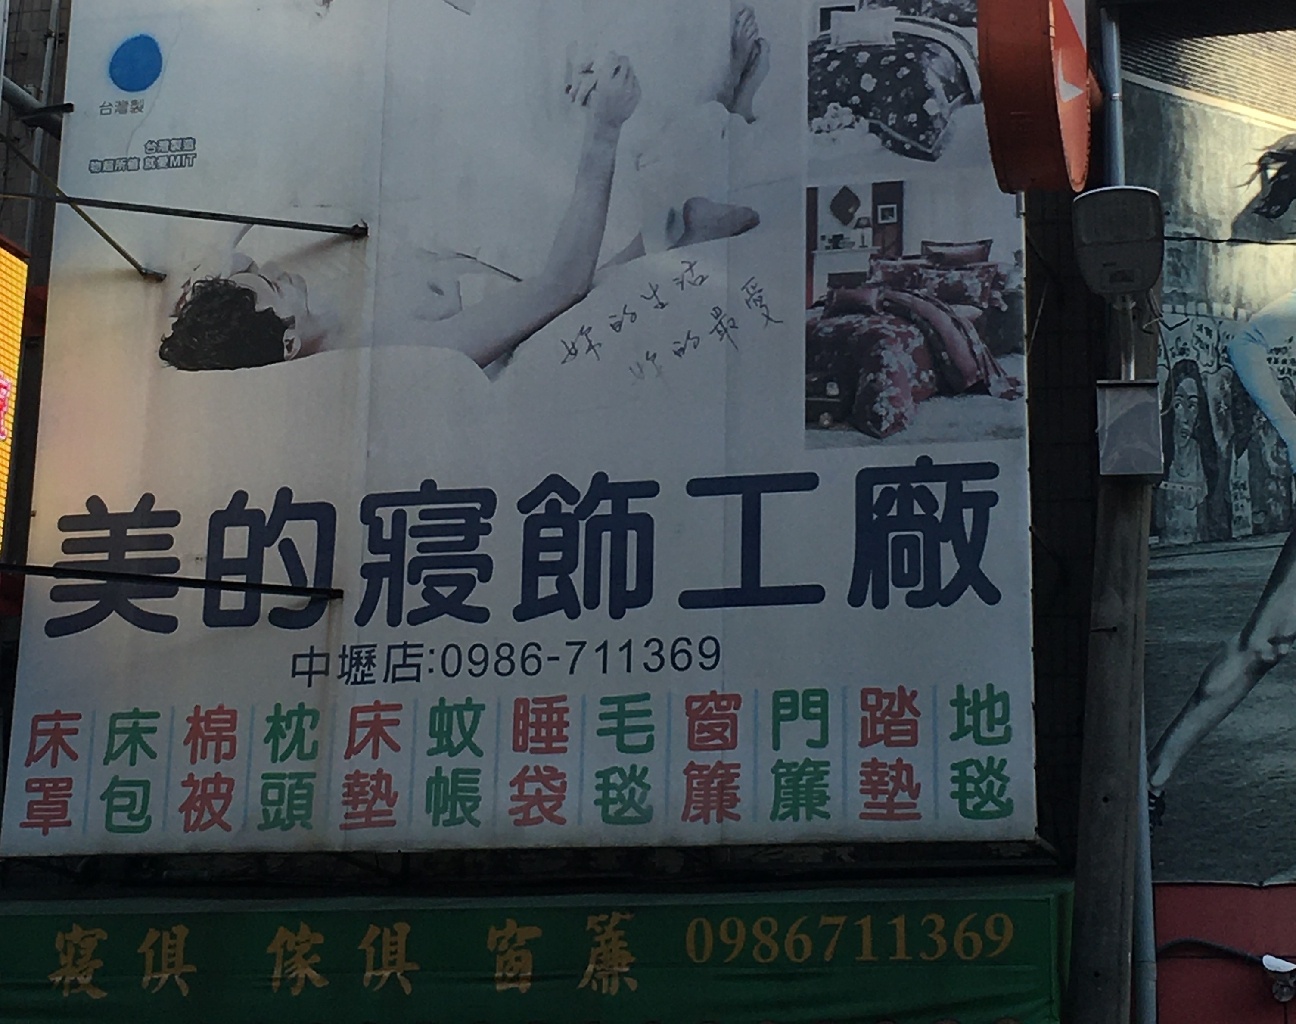 台灣製
台灣製造
物超所值 就愛MIT
妳的生活
妳的最愛
美的寢飾工廠
中壢店:0986-711369
床罩 床包 棉被 枕頭 床墊 蚊帳 睡袋 毛毯 窗簾 門簾 踏墊 地毯
寢俱 傢俱 窗簾 0986711369